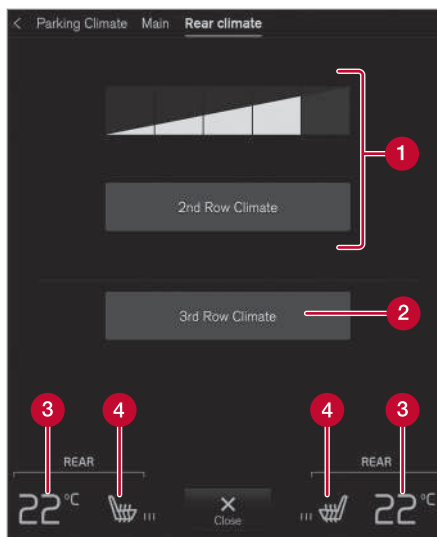 < Parking Climate Main Rear climate
1
2nd Row Climate
3rd Row Climate
2
3 4 4 3
REAR REAR
22°C 22°C
Close